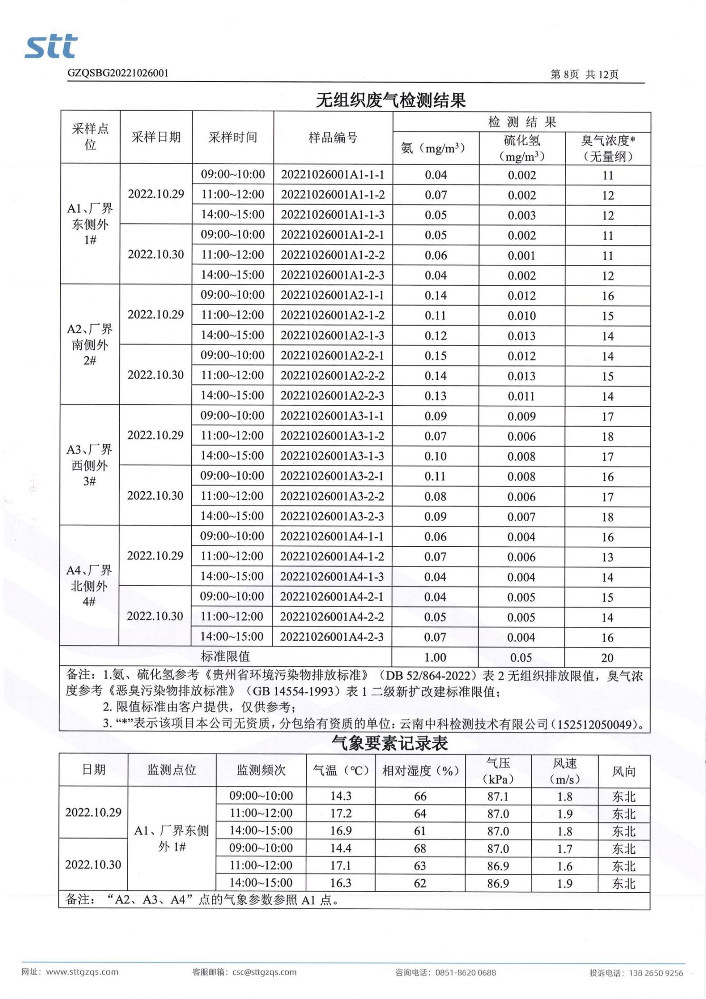 stt
GZQSBG20221026001 第 8页 共 12页
无组织废气检测结果
采样点位 采样日期 采样时间 样品编号 检 测 结 果
氨（mg/m³） 硫化氢（mg/m³） 臭气浓度*（无量纲）
A1、厂界东侧外1# 2022.10.29 09:00~10:00 20221026001A1-1-1 0.04 0.002 11
11:00~12:00 20221026001A1-1-2 0.07 0.002 12
14:00~15:00 20221026001A1-1-3 0.05 0.003 12
2022.10.30 09:00~10:00 20221026001A1-2-1 0.05 0.002 11
11:00~12:00 20221026001A1-2-2 0.06 0.001 11
14:00~15:00 20221026001A1-2-3 0.04 0.002 12
A2、厂界南侧外2# 2022.10.29 09:00~10:00 20221026001A2-1-1 0.14 0.012 16
11:00~12:00 20221026001A2-1-2 0.11 0.010 15
14:00~15:00 20221026001A2-1-3 0.12 0.013 14
2022.10.30 09:00~10:00 20221026001A2-2-1 0.15 0.012 14
11:00~12:00 20221026001A2-2-2 0.14 0.013 15
14:00~15:00 20221026001A2-2-3 0.13 0.011 14
A3、厂界西侧外3# 2022.10.29 09:00~10:00 20221026001A3-1-1 0.09 0.009 17
11:00~12:00 20221026001A3-1-2 0.07 0.006 18
14:00~15:00 20221026001A3-1-3 0.10 0.008 17
2022.10.30 09:00~10:00 20221026001A3-2-1 0.11 0.008 16
11:00~12:00 20221026001A3-2-2 0.08 0.006 17
14:00~15:00 20221026001A3-2-3 0.09 0.007 18
A4、厂界北侧外4# 2022.10.29 09:00~10:00 20221026001A4-1-1 0.06 0.004 16
11:00~12:00 20221026001A4-1-2 0.07 0.006 13
14:00~15:00 20221026001A4-1-3 0.04 0.004 14
2022.10.30 09:00~10:00 20221026001A4-2-1 0.04 0.005 15
11:00~12:00 20221026001A4-2-2 0.05 0.005 14
14:00~15:00 20221026001A4-2-3 0.07 0.004 16
标准限值 1.00 0.05 20
备注：1.氨、硫化氢参考《贵州省环境污染物排放标准》（DB 52/864-2022）表 2 无组织排放限值，臭气浓
度参考《恶臭污染物排放标准》（GB 14554-1993）表 1 二级新扩改建标准限值；
2. 限值标准由客户提供，仅供参考；
3. “*”表示该项目本公司无资质，分包给有资质的单位：云南中科检测技术有限公司（152512050049）。
气象要素记录表
日期 监测点位 监测频次 气温（℃） 相对湿度（%） 气压（kPa） 风速（m/s） 风向
2022.10.29 A1、厂界东侧外 1# 09:00~10:00 14.3 66 87.1 1.8 东北
11:00~12:00 17.2 64 87.0 1.9 东北
14:00~15:00 16.9 61 87.0 1.8 东北
2022.10.30 09:00~10:00 14.4 68 87.0 1.7 东北
11:00~12:00 17.1 63 86.9 1.6 东北
14:00~15:00 16.3 62 86.9 1.9 东北
备注：“A2、A3、A4”点的气象参数参照 A1 点。
网址：www.sttgzqs.com 客服邮箱：csc@sttgzqs.com 咨询电话：0851-8620 0688 投诉电话：138 2650 9256